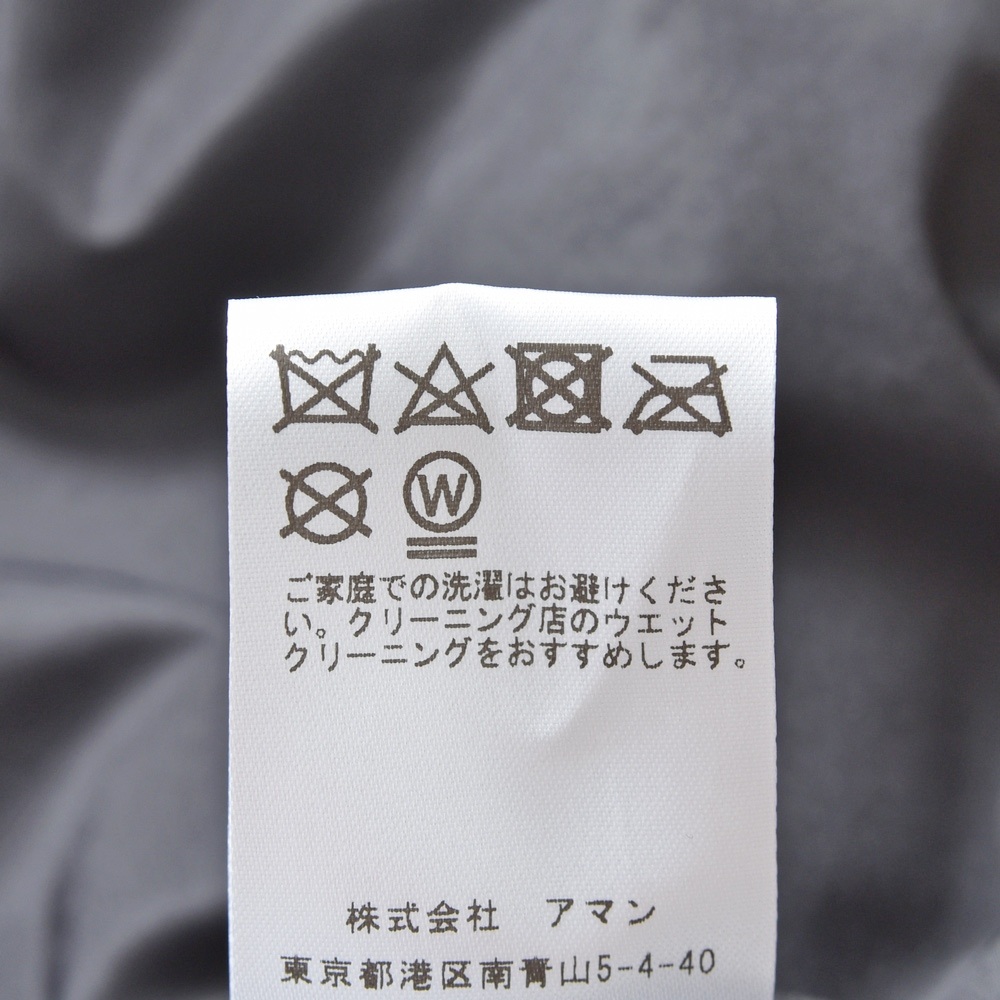 W
ご家庭での洗濯はお避けくださ
い。クリーニング店のウエット
クリーニングをおすすめします。
株式会社 アマン
東京都港区南青山5-4-40